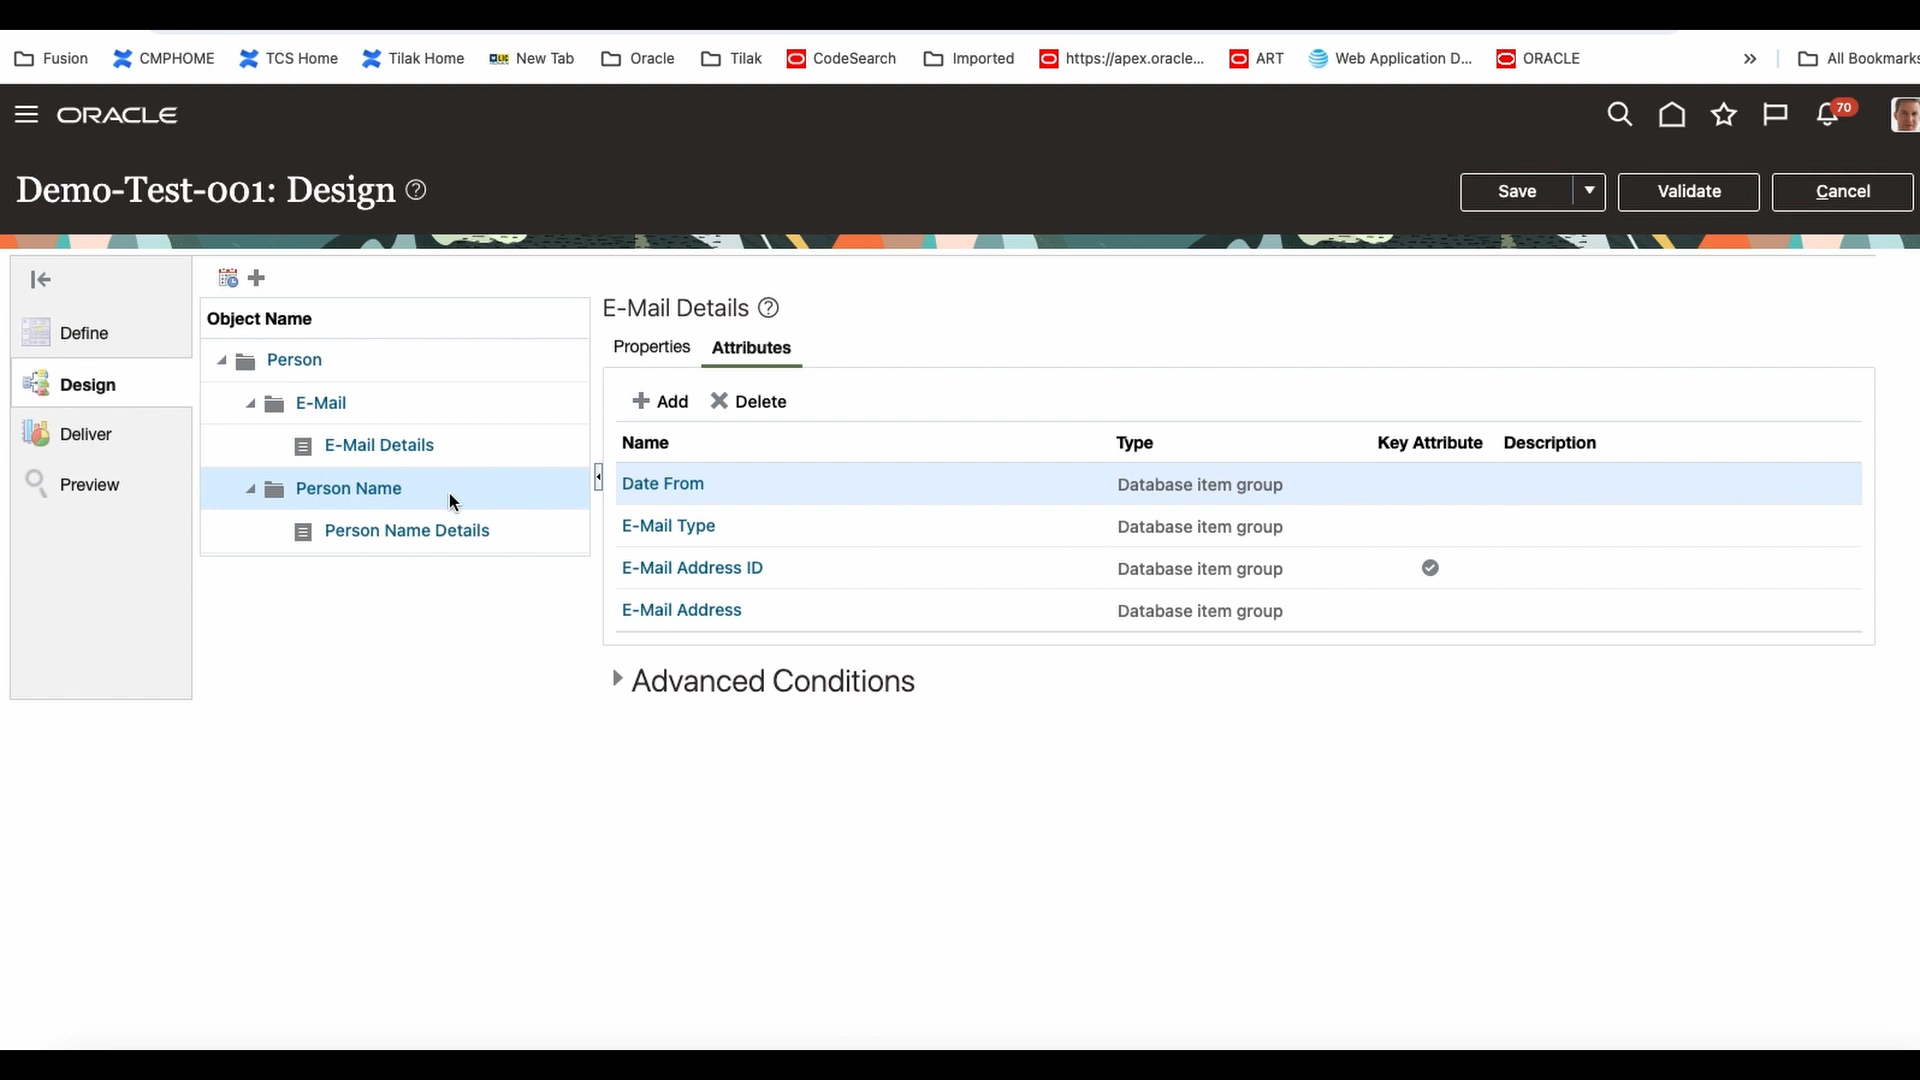 Fusion CMPHOME TCS Home Tilak Home New Tab Oracle Tilak CodeSearch Imported https://apex.oracle... ART Web Application D... ORACLE » All Bookmarks
ORACLE 70
Demo-Test-001: Design ? Save Validate Cancel
Define
Design
Deliver
Preview
Object Name
Person
E-Mail
E-Mail Details
Person Name
Person Name Details
E-Mail Details ?
Properties Attributes
Add Delete
Name Type Key Attribute Description
Date From Database item group
E-Mail Type Database item group
E-Mail Address ID Database item group
E-Mail Address Database item group
Advanced Conditions